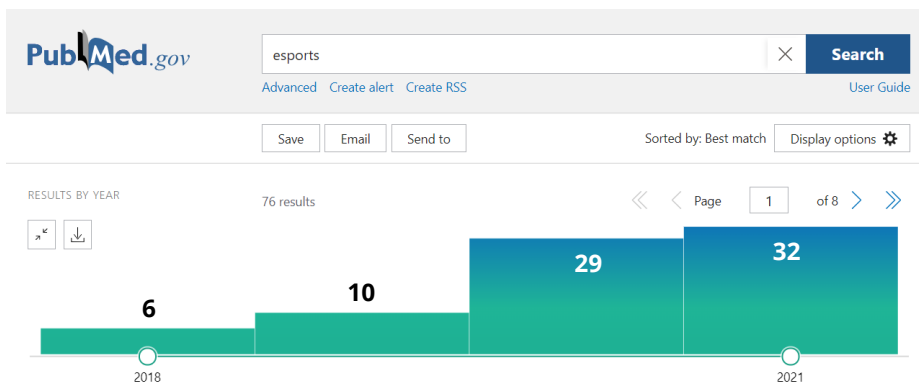 PubMed.gov
esports
Search
Advanced Create alert Create RSS
User Guide
Save Email Send to
Sorted by: Best match Display options
RESULTS BY YEAR
76 results
Page 1 of 8
6 10 29 32
2018 2021